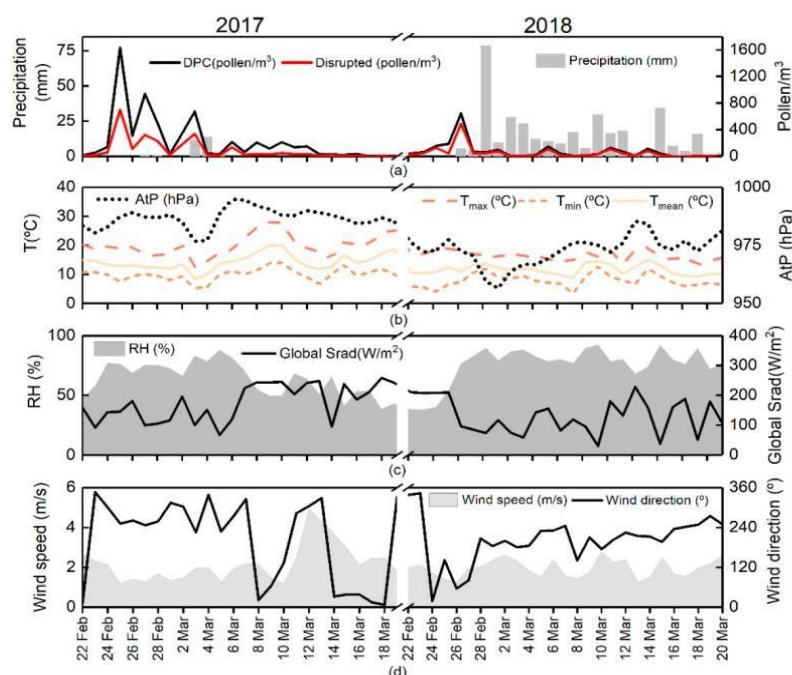 2017 2018
Precipitation (mm)
75
50
25
0
DPC(pollen/m³) Disrupted (pollen/m³)
Precipitation (mm)
1600
1200
800
400
0
Pollen/m³
(a)
T(ºC)
40
30
20
10
0
AtP (hPa)
Tmax (ºC) Tmin (ºC) Tmean (ºC)
1000
975
950
AtP (hPa)
(b)
RH (%)
100
50
0
RH (%)
Global Srad(W/m²)
400
300
200
100
0
Global Srad(W/m²)
(c)
Wind speed (m/s)
6
4
2
0
Wind speed (m/s) Wind direction (º)
360
240
120
0
Wind direction (º)
22 Feb
24 Feb
26 Feb
28 Feb
2 Mar
4 Mar
6 Mar
8 Mar
10 Mar
12 Mar
14 Mar
16 Mar
18 Mar
22 Feb
24 Feb
26 Feb
28 Feb
2 Mar
4 Mar
6 Mar
8 Mar
10 Mar
12 Mar
14 Mar
16 Mar
18 Mar
20 Mar
(d)